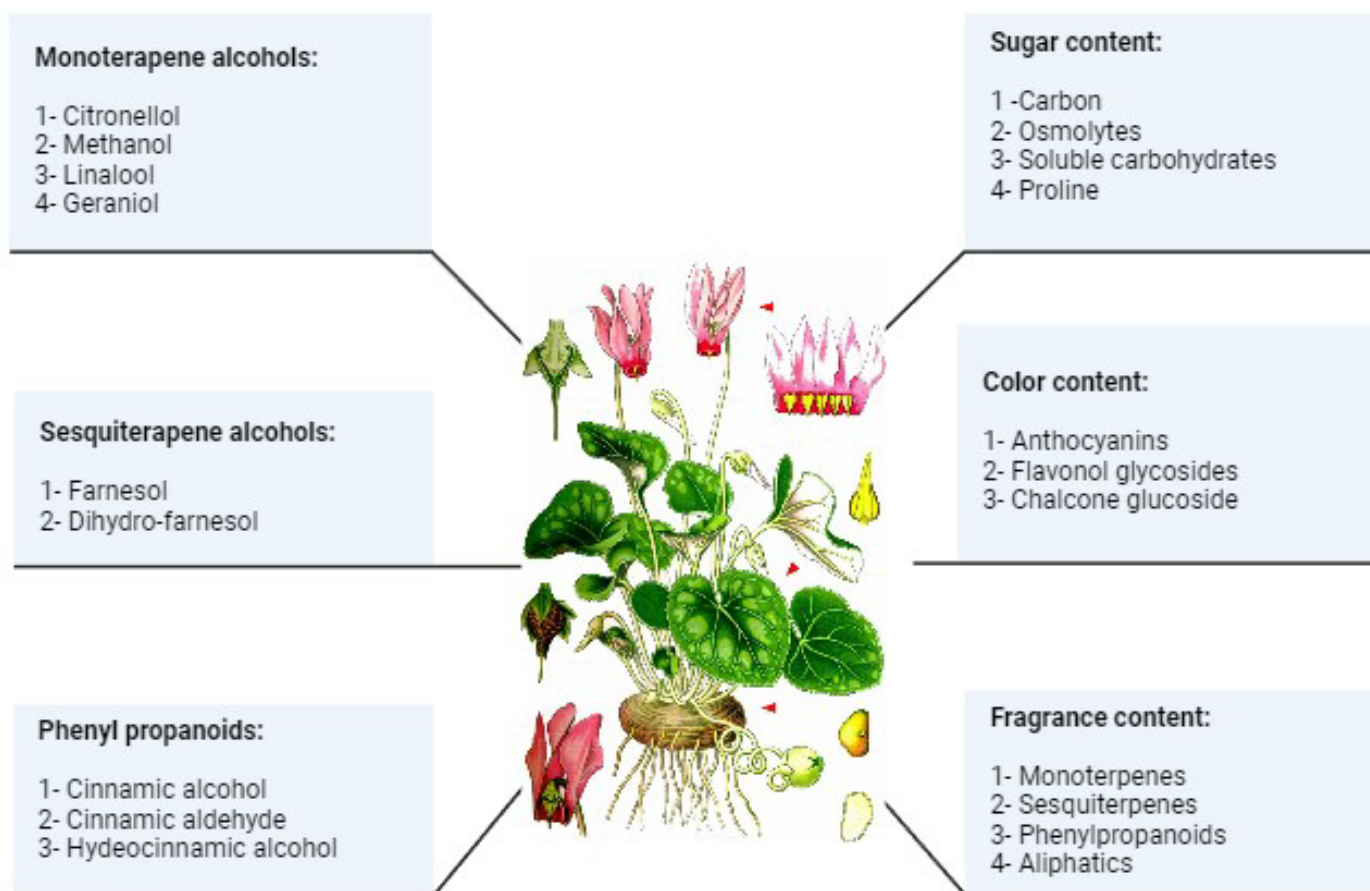 Monoterapene alcohols:
1- Citronellol
2- Methanol
3- Linalool
4- Geraniol
Sesquiterapene alcohols:
1- Farnesol
2- Dihydro-farnesol
Phenyl propanoids:
1- Cinnamic alcohol
2- Cinnamic aldehyde
3- Hydeocinnamic alcohol
Sugar content:
1 -Carbon
2- Osmolytes
3- Soluble carbohydrates
4- Proline
Color content:
1- Anthocyanins
2- Flavonol glycosides
3- Chalcone glucoside
Fragrance content:
1- Monoterpenes
2- Sesquiterpenes
3- Phenylpropanoids
4- Aliphatics